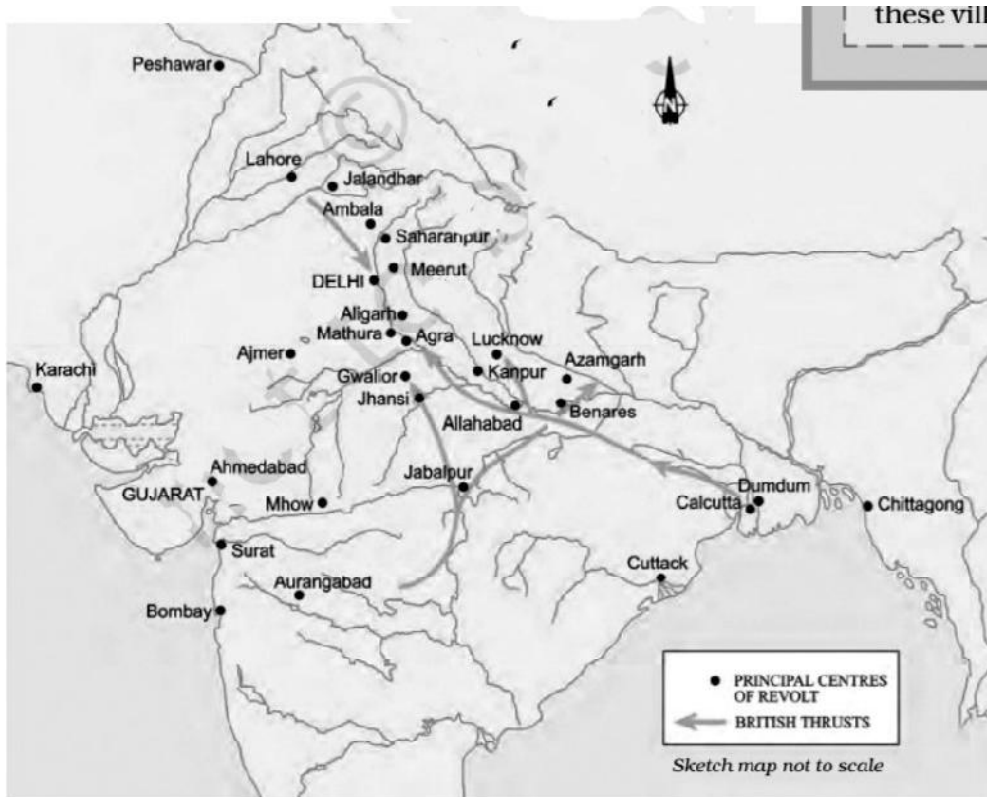 these vill
Peshawar
Lahore
Jalandhar
Ambala
Saharanpur
Meerut
DELHI
Aligarh
Mathura
Agra
Lucknow
Ajmer
Azamgarh
Karachi
Kanpur
Gwalior
Jhansi
Benares
Allahabad
Ahmedabad
Jabalpur
GUJARAT
Mhow
Dumdum
Calcutta
Chittagong
Surat
Cuttack
Aurangabad
Bombay
N
PRINCIPAL CENTRES
OF REVOLT
BRITISH THRUSTS
Sketch map not to scale